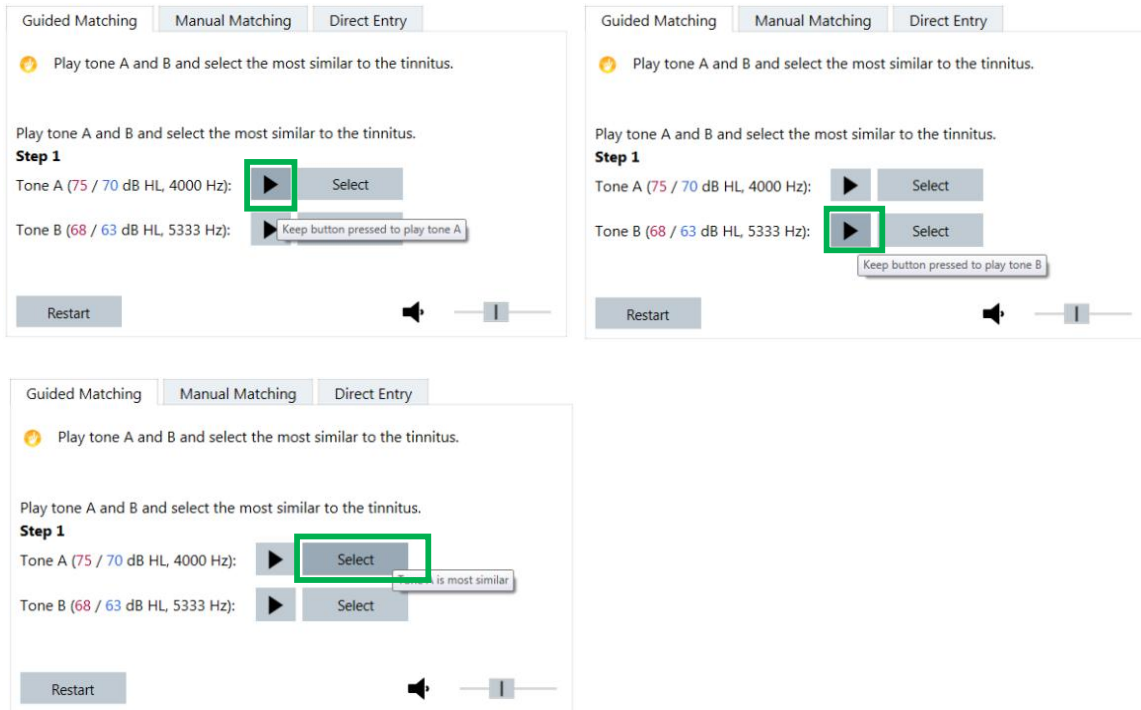 Guided Matching Manual Matching Direct Entry
Play tone A and B and select the most similar to the tinnitus.
Play tone A and B and select the most similar to the tinnitus.
Step 1
Tone A (75 / 70 dB HL, 4000 Hz): Select
Tone B (68 / 63 dB HL, 5333 Hz): Keep button pressed to play tone A
Restart
Guided Matching Manual Matching Direct Entry
Play tone A and B and select the most similar to the tinnitus.
Play tone A and B and select the most similar to the tinnitus.
Step 1
Tone A (75 / 70 dB HL, 4000 Hz): Select
Tone B (68 / 63 dB HL, 5333 Hz): Select
Keep button pressed to play tone B
Restart
Guided Matching Manual Matching Direct Entry
Play tone A and B and select the most similar to the tinnitus.
Play tone A and B and select the most similar to the tinnitus.
Step 1
Tone A (75 / 70 dB HL, 4000 Hz): Select
is most similar
Tone B (68 / 63 dB HL, 5333 Hz): Select
Restart